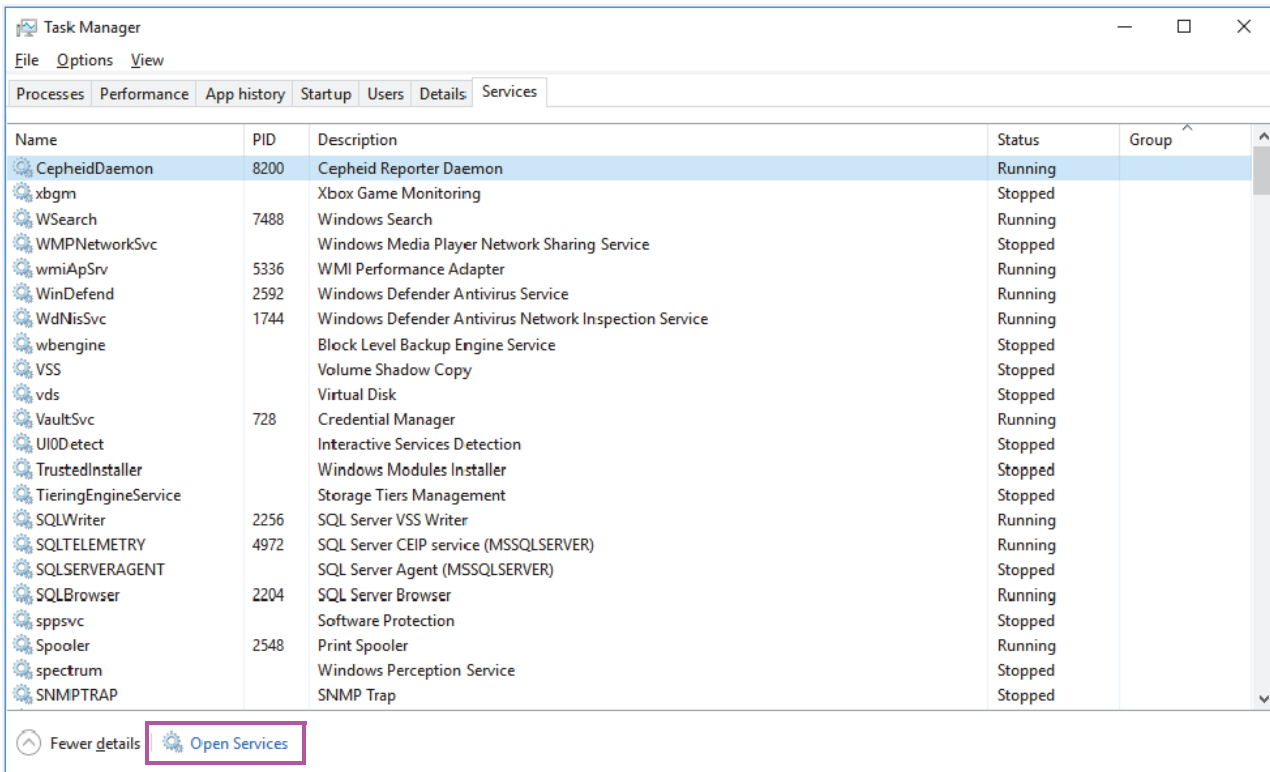 Task Manager
File Options View
Processes Performance App history Startup Users Details Services
Name PID Description Status Group
CepheidDaemon 8200 Cepheid Reporter Daemon Running
xbgm Xbox Game Monitoring Stopped
WSearch 7488 Windows Search Running
WMPNetworkSvc Windows Media Player Network Sharing Service Stopped
wmiApSrv 5336 WMI Performance Adapter Running
WinDefend 2592 Windows Defender Antivirus Service Running
WdNisSvc 1744 Windows Defender Antivirus Network Inspection Service Running
wbengine Block Level Backup Engine Service Stopped
VSS Volume Shadow Copy Stopped
vds Virtual Disk Stopped
VaultSvc 728 Credential Manager Running
UI0Detect Interactive Services Detection Stopped
TrustedInstaller Windows Modules Installer Stopped
TieringEngineService Storage Tiers Management Stopped
SQLWriter 2256 SQL Server VSS Writer Running
SQLTELEMETRY 4972 SQL Server CEIP service (MSSQLSERVER) Running
SQLSERVERAGENT SQL Server Agent (MSSQLSERVER) Stopped
SQLBrowser 2204 SQL Server Browser Running
sppsvc Software Protection Stopped
Spooler 2548 Print Spooler Running
spectrum Windows Perception Service Stopped
SNMPTRAP SNMP Trap Stopped
Fewer details Open Services